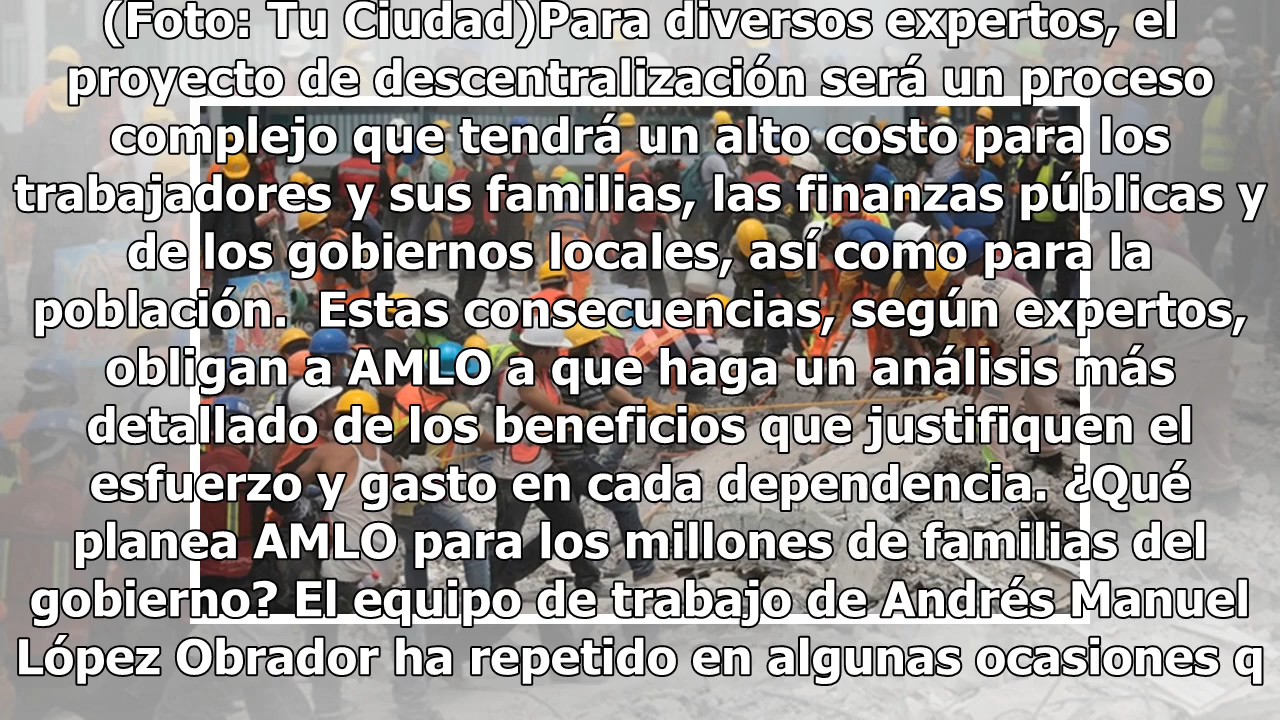 (Foto: Tu Ciudad)Para diversos expertos, el
proyecto de descentralización será un proceso
complejo que tendrá un alto costo para los
trabajadores y sus familias, las finanzas públicas y
de los gobiernos locales, así como para la
población.  Estas consecuencias, según expertos,
obligan a AMLO a que haga un análisis más
detallado de los beneficios que justifiquen el
esfuerzo y gasto en cada dependencia. ¿Qué
planea AMLO para los millones de familias del
gobierno? El equipo de trabajo de Andrés Manuel
López Obrador ha repetido en algunas ocasiones q